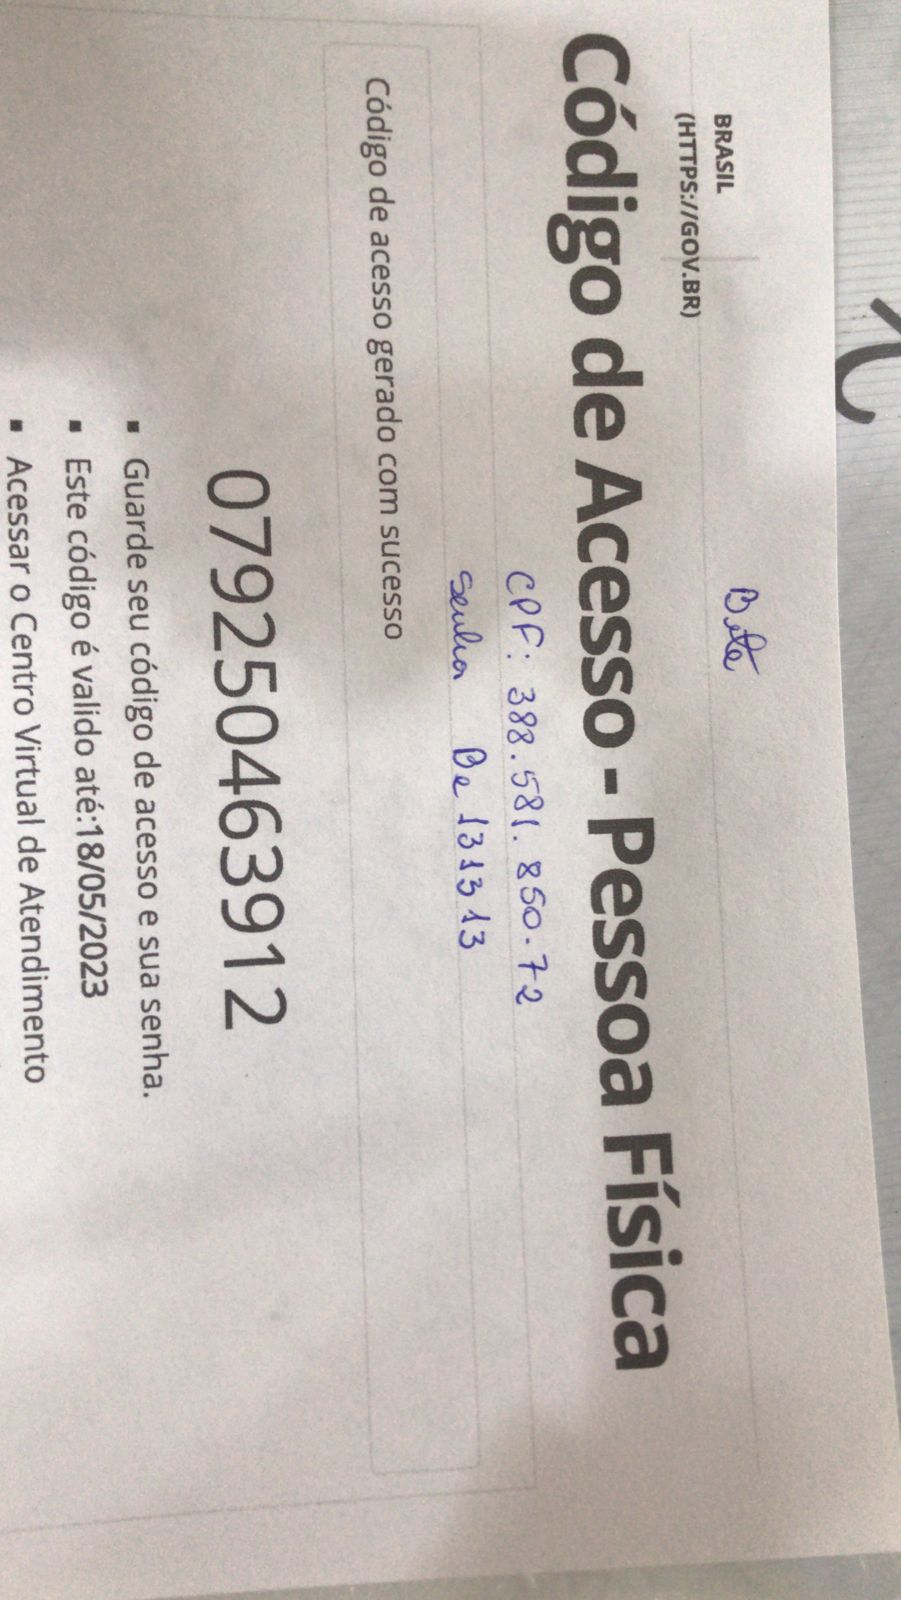 Bete
BRASIL
(HTTPS://GOV.BR)
Código de Acesso - Pessoa Física
CPF: 388.581.850-72
Senha Be131313
Código de acesso gerado com sucesso
079250463912
▪ Guarde seu código de acesso e sua senha.
▪ Este código é valido até:18/05/2023
▪ Acessar o Centro Virtual de Atendimento